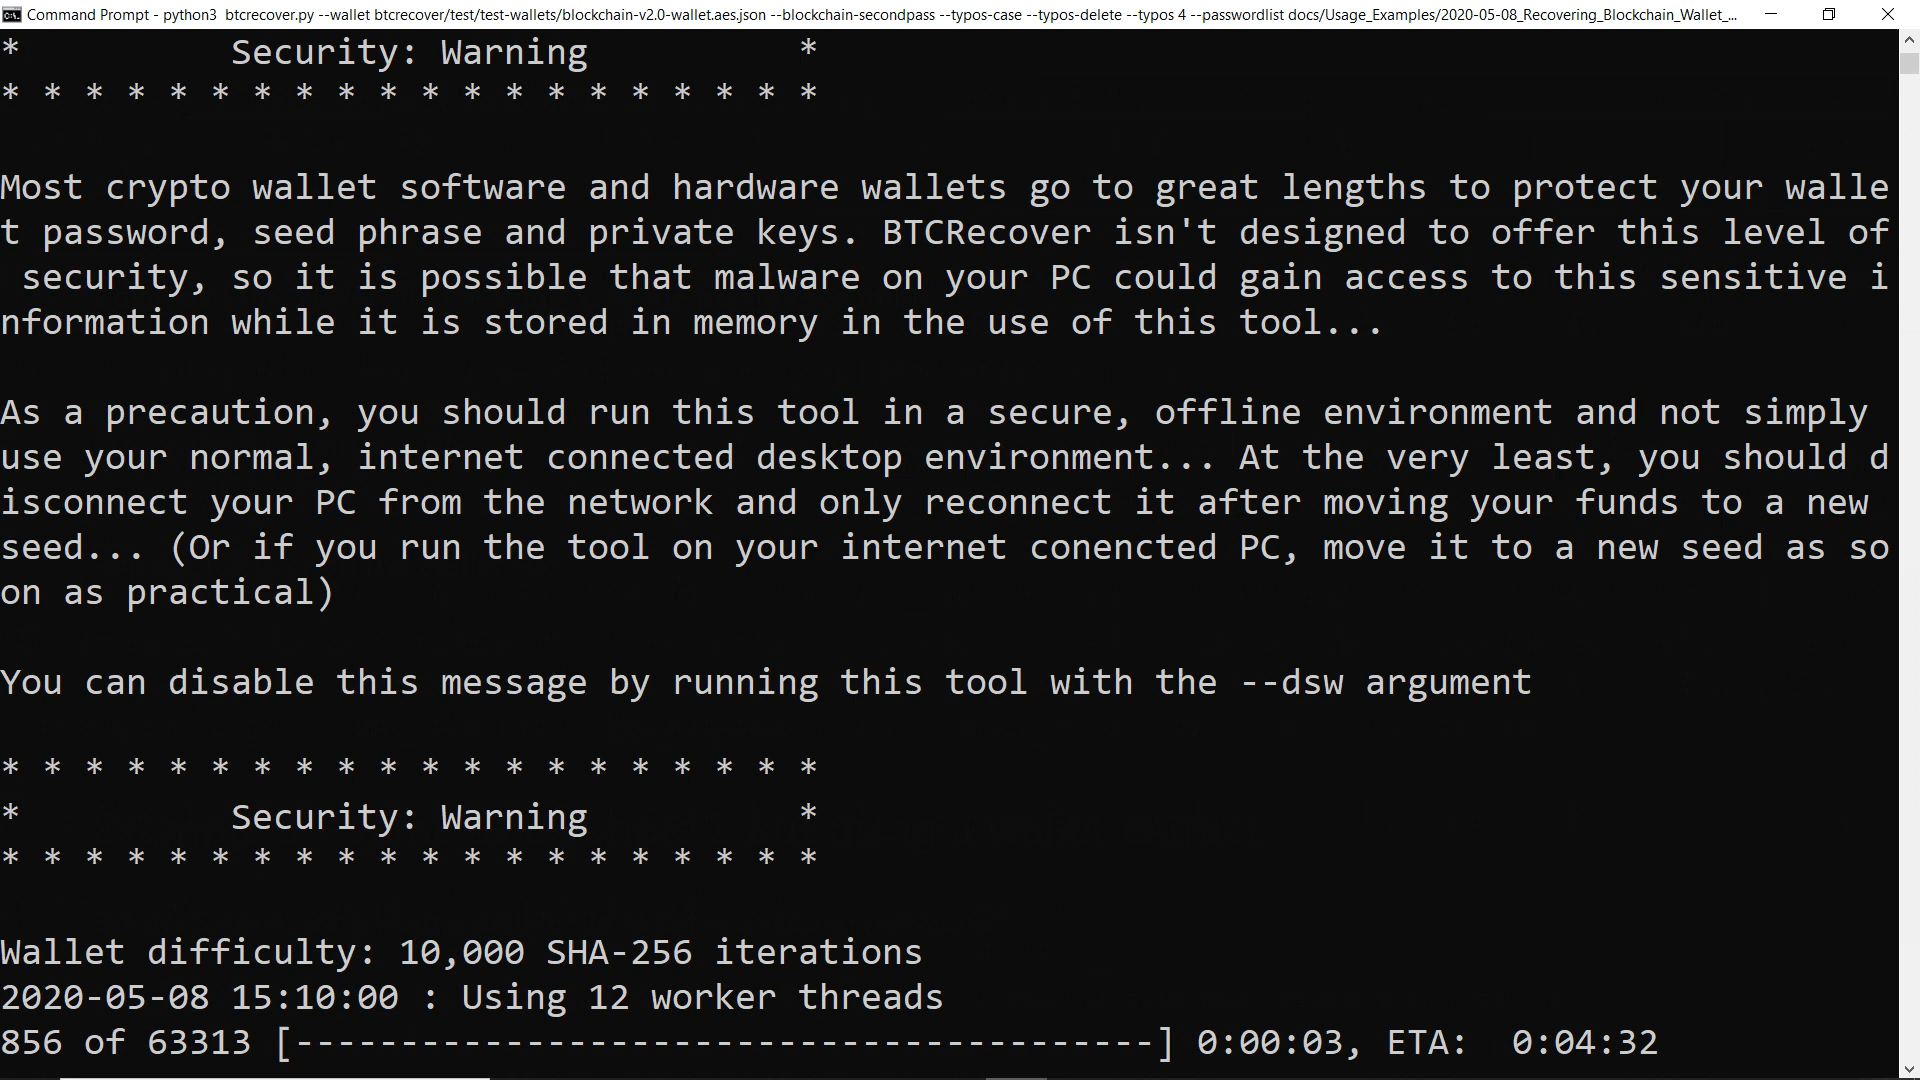 Command Prompt - python3 btcrecover.py --wallet btcrecover/test/test-wallets/blockchain-v2.0-wallet.aes.json --blockchain-secondpass --typos-case --typos-delete --typos 4 --passwordlist docs/Usage_Examples/2020-05-08_Recovering_Blockchain_Wallet_...
* Security: Warning *
* * * * * * * * * * * * * * * * * * * *
Most crypto wallet software and hardware wallets go to great lengths to protect your walle
t password, seed phrase and private keys. BTCRecover isn't designed to offer this level of
security, so it is possible that malware on your PC could gain access to this sensitive i
nformation while it is stored in memory in the use of this tool...
As a precaution, you should run this tool in a secure, offline environment and not simply
use your normal, internet connected desktop environment... At the very least, you should d
isconnect your PC from the network and only reconnect it after moving your funds to a new
seed... (Or if you run the tool on your internet conencted PC, move it to a new seed as so
on as practical)
You can disable this message by running this tool with the --dsw argument
* * * * * * * * * * * * * * * * * * * *
* Security: Warning *
* * * * * * * * * * * * * * * * * * * *
Wallet difficulty: 10,000 SHA-256 iterations
2020-05-08 15:10:00 : Using 12 worker threads
856 of 63313 [-----------------------------------------] 0:00:03, ETA:  0:04:32